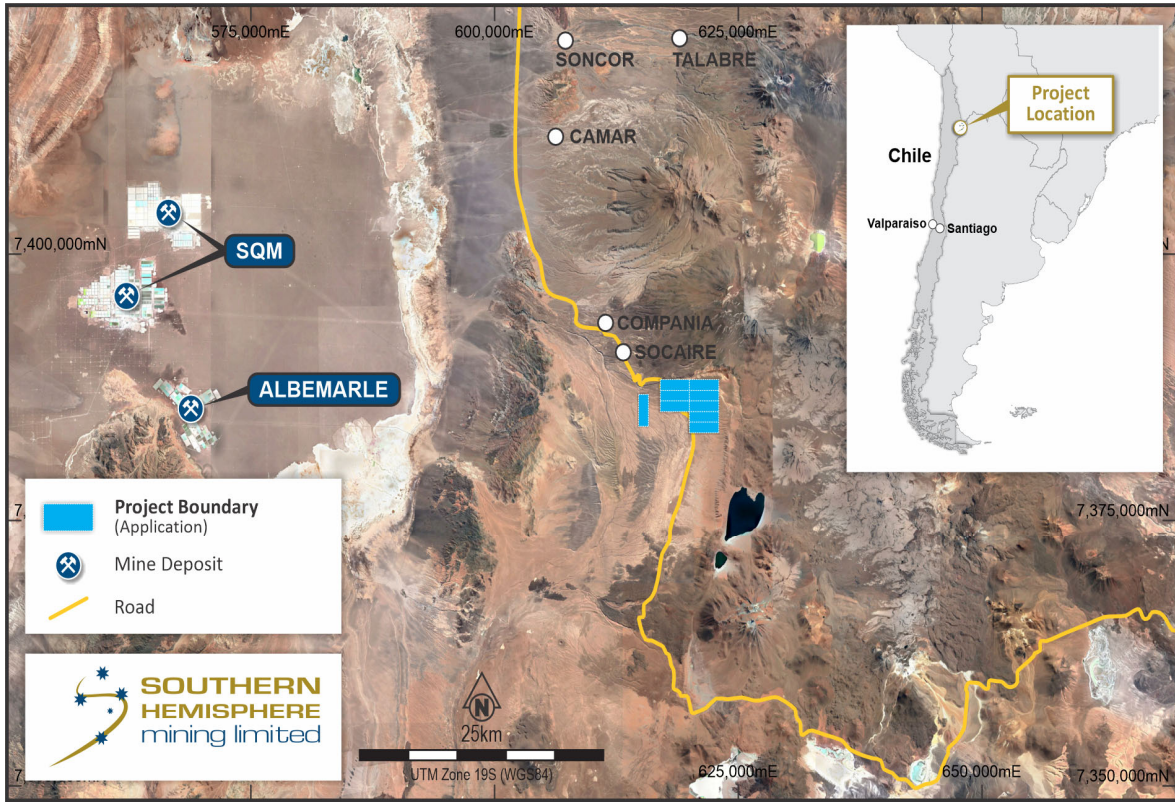 575,000mE
600,000mE
625,000mE
SONCOR
TALABRE
CAMAR
SQM
7,400,000mN
COMPANIA
SOCAIRE
ALBEMARLE
Project
Location
Chile
Valparaiso
Santiago
7,375,000mN
Project Boundary
(Application)
Mine Deposit
Road
SOUTHERN
HEMISPHERE
mining limited
N
25km
UTM Zone 19S (WGS84)
625,000mE
650,000mE
7,350,000mN